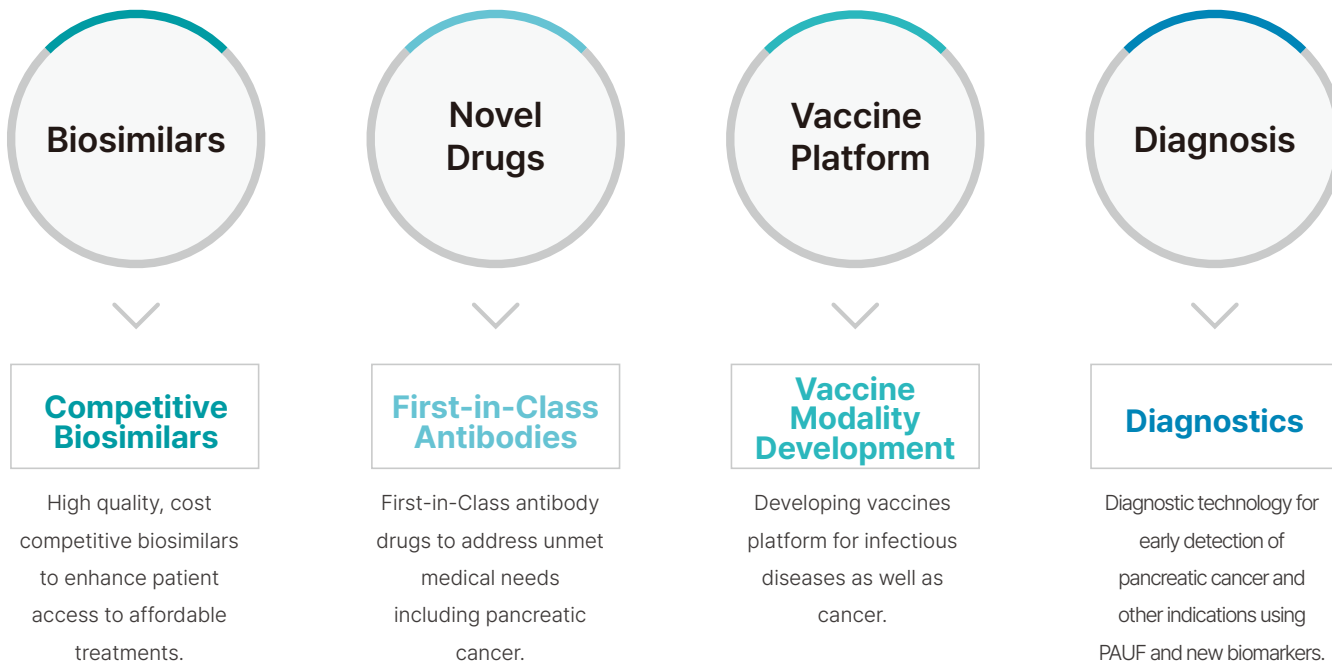 Biosimilars
Novel
Drugs
Vaccine
Platform
Diagnosis
Competitive
Biosimilars
High quality, cost
competitive biosimilars
to enhance patient
access to affordable
treatments.
First-in-Class
Antibodies
First-in-Class antibody
drugs to address unmet
medical needs
including pancreatic
cancer.
Vaccine
Modality
Development
Developing vaccines
platform for infectious
diseases as well as
cancer.
Diagnostics
Diagnostic technology for
early detection of
pancreatic cancer and
other indications using
PAUF and new biomarkers.